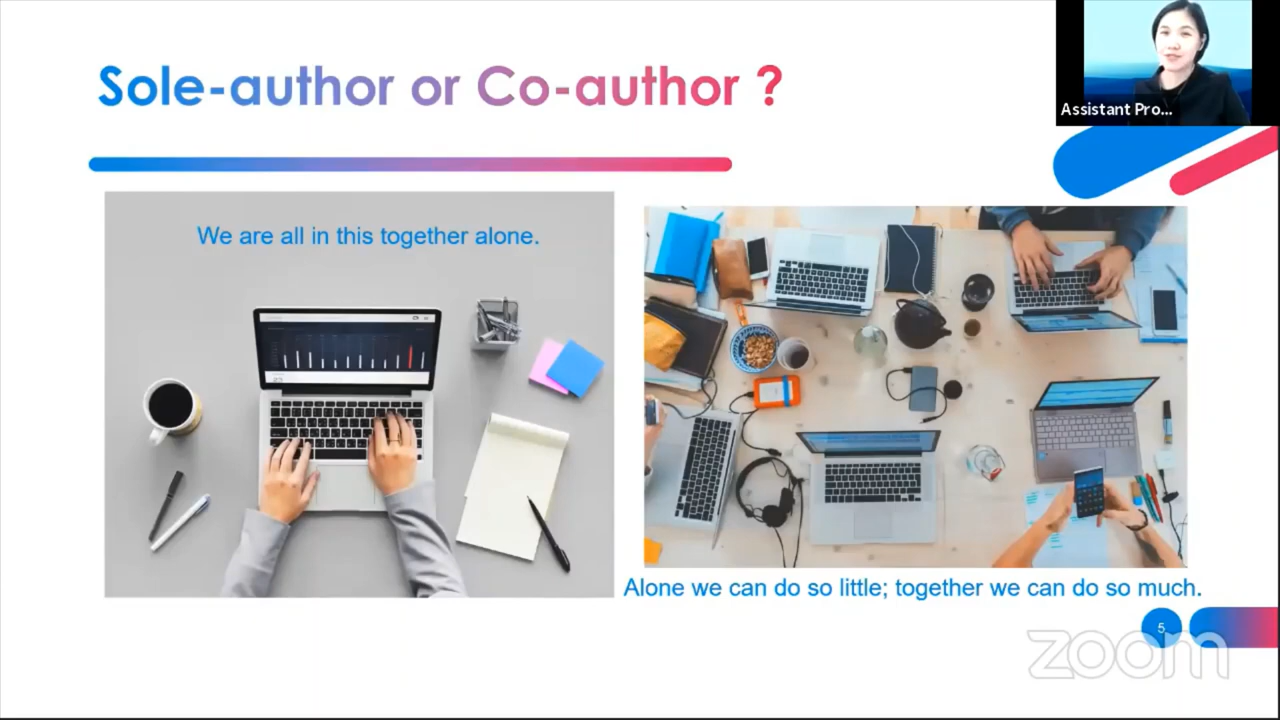 Sole-author or Co-author ?
Assistant Pro...
We are all in this together alone.
Alone we can do so little; together we can do so much.
5
zoom